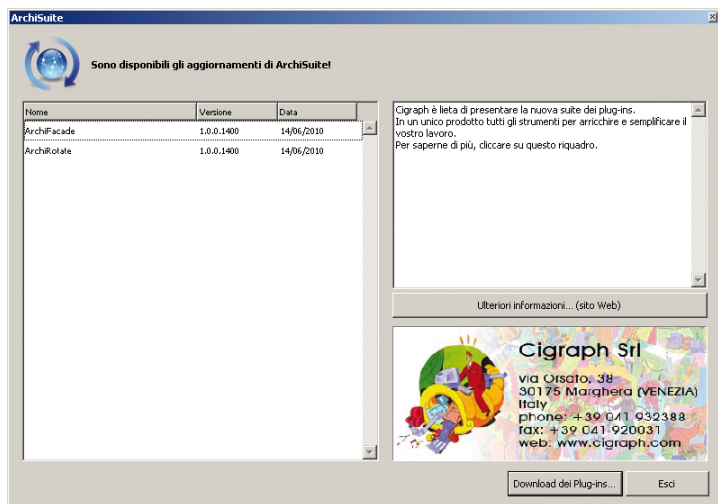 ArchiSuite
Sono disponibili gli aggiornamenti di ArchiSuite!
Nome Versione Data
ArchiFacade 1.0.0.1400 14/06/2010
ArchiRotate 1.0.0.1400 14/06/2010
Cigraph è lieta di presentare la nuova suite dei plug-ins.
In un unico prodotto tutti gli strumenti per arricchire e semplificare il
vostro lavoro.
Per saperne di più, cliccare su questo riquadro.
Ulteriori informazioni... (sito Web)
Cigraph Srl
via Orsato, 38
30175 Marghera (VENEZIA)
Italy
phone: +39 041 932388
fax: +39 041 920031
web: www.cigraph.com
Download dei Plug-ins... Esci